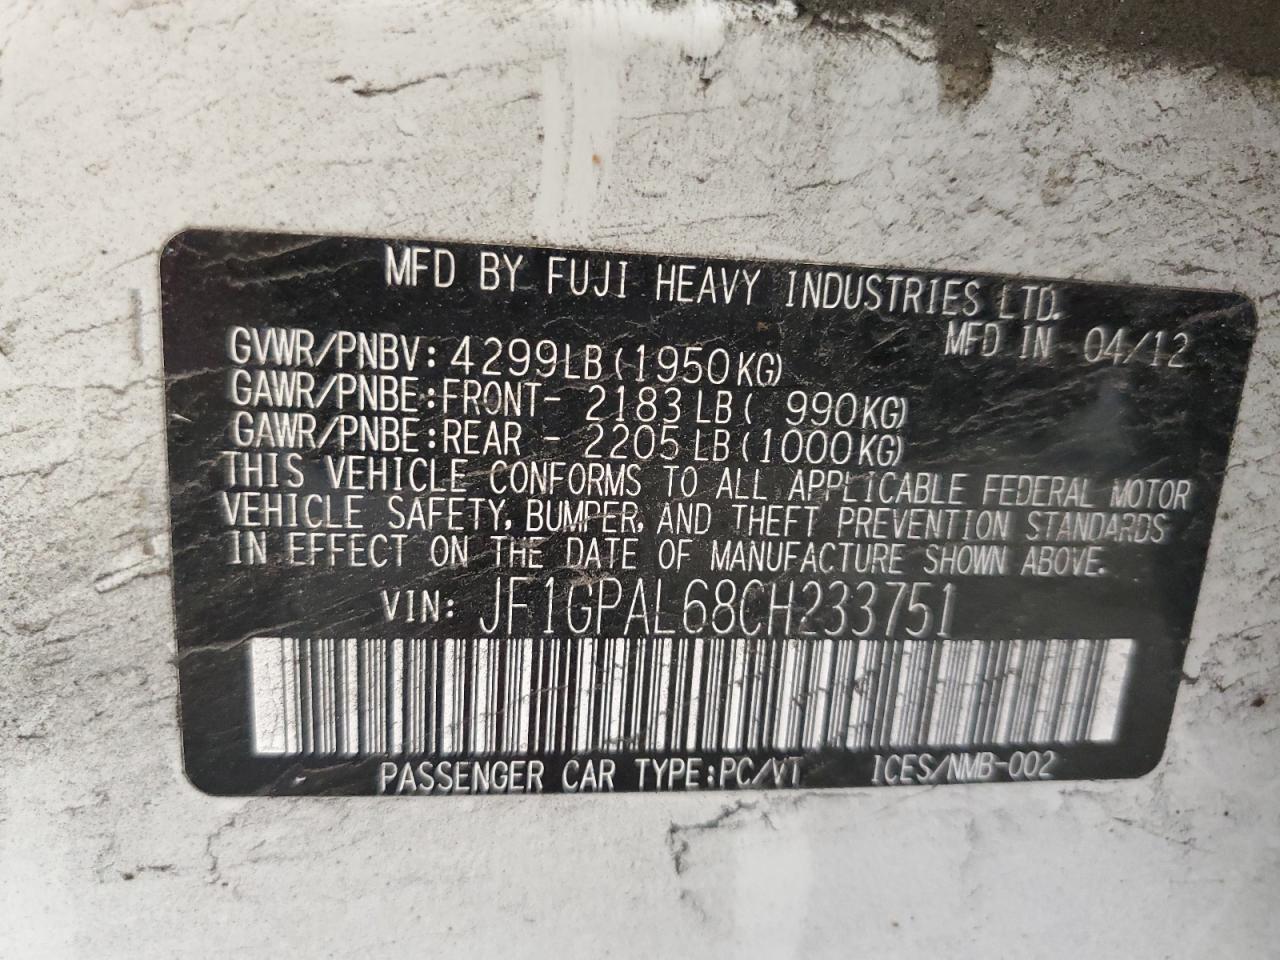 MFD BY FUJI HEAVY INDUSTRIES LTD.
MFD IN 04/12
GVWR/PNBV: 4299LB(1950KG)
GAWR/PNBE:FRONT- 2183LB( 990KG)
GAWR/PNBE:REAR - 2205LB(1000KG)
THIS VEHICLE CONFORMS TO ALL APPLICABLE FEDERAL MOTOR
VEHICLE SAFETY, BUMPER, AND THEFT PREVENTION STANDARDS
IN EFFECT ON THE DATE OF MANUFACTURE SHOWN ABOVE.
VIN: JF1GPAL68CH233751
PASSENGER CAR TYPE:PC/VT ICES/NMB-002